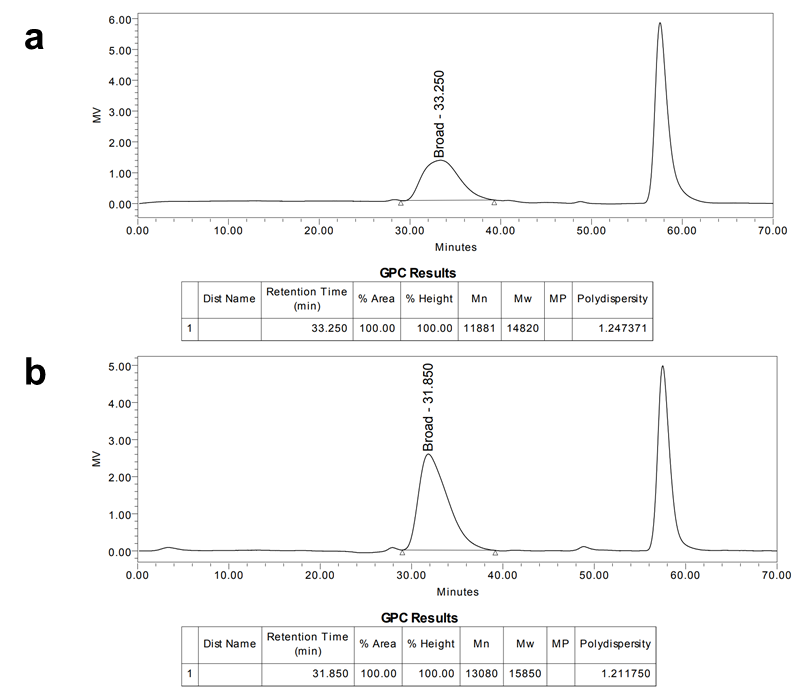 a
6.00
5.00
4.00
3.00
2.00
1.00
0.00
MV
Broad - 33.250
0.00 10.00 20.00 30.00 40.00 50.00 60.00 70.00
Minutes
GPC Results
Dist Name Retention Time (min) % Area % Height Mn Mw MP Polydispersity
1 33.250 100.00 100.00 11881 14820 1.247371
b
5.00
4.00
3.00
2.00
1.00
0.00
MV
Broad - 31.850
0.00 10.00 20.00 30.00 40.00 50.00 60.00 70.00
Minutes
GPC Results
Dist Name Retention Time (min) % Area % Height Mn Mw MP Polydispersity
1 31.850 100.00 100.00 13080 15850 1.211750